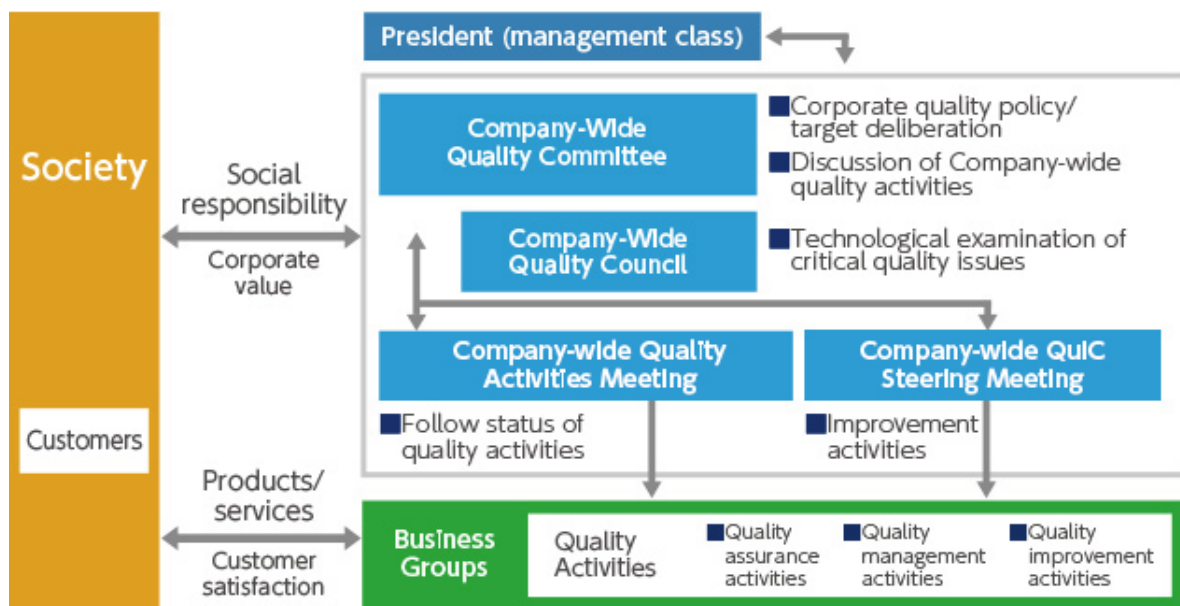 President (management class)
Society
Customers
Social
responsibility
Corporate
value
Products/
services
Customer
satisfaction
Company-Wide
Quality Committee
■Corporate quality policy/
target deliberation
■Discussion of Company-wide
quality activities
Company-Wide
Quality Council
■Technological examination of
critical quality issues
Company-wide Quality
Activities Meeting
■Follow status of
quality activities
Company-wide QuIC
Steering Meeting
■Improvement
activities
Business
Groups
Quality
Activities
■Quality
assurance
activities
■Quality
management
activities
■Quality
improvement
activities